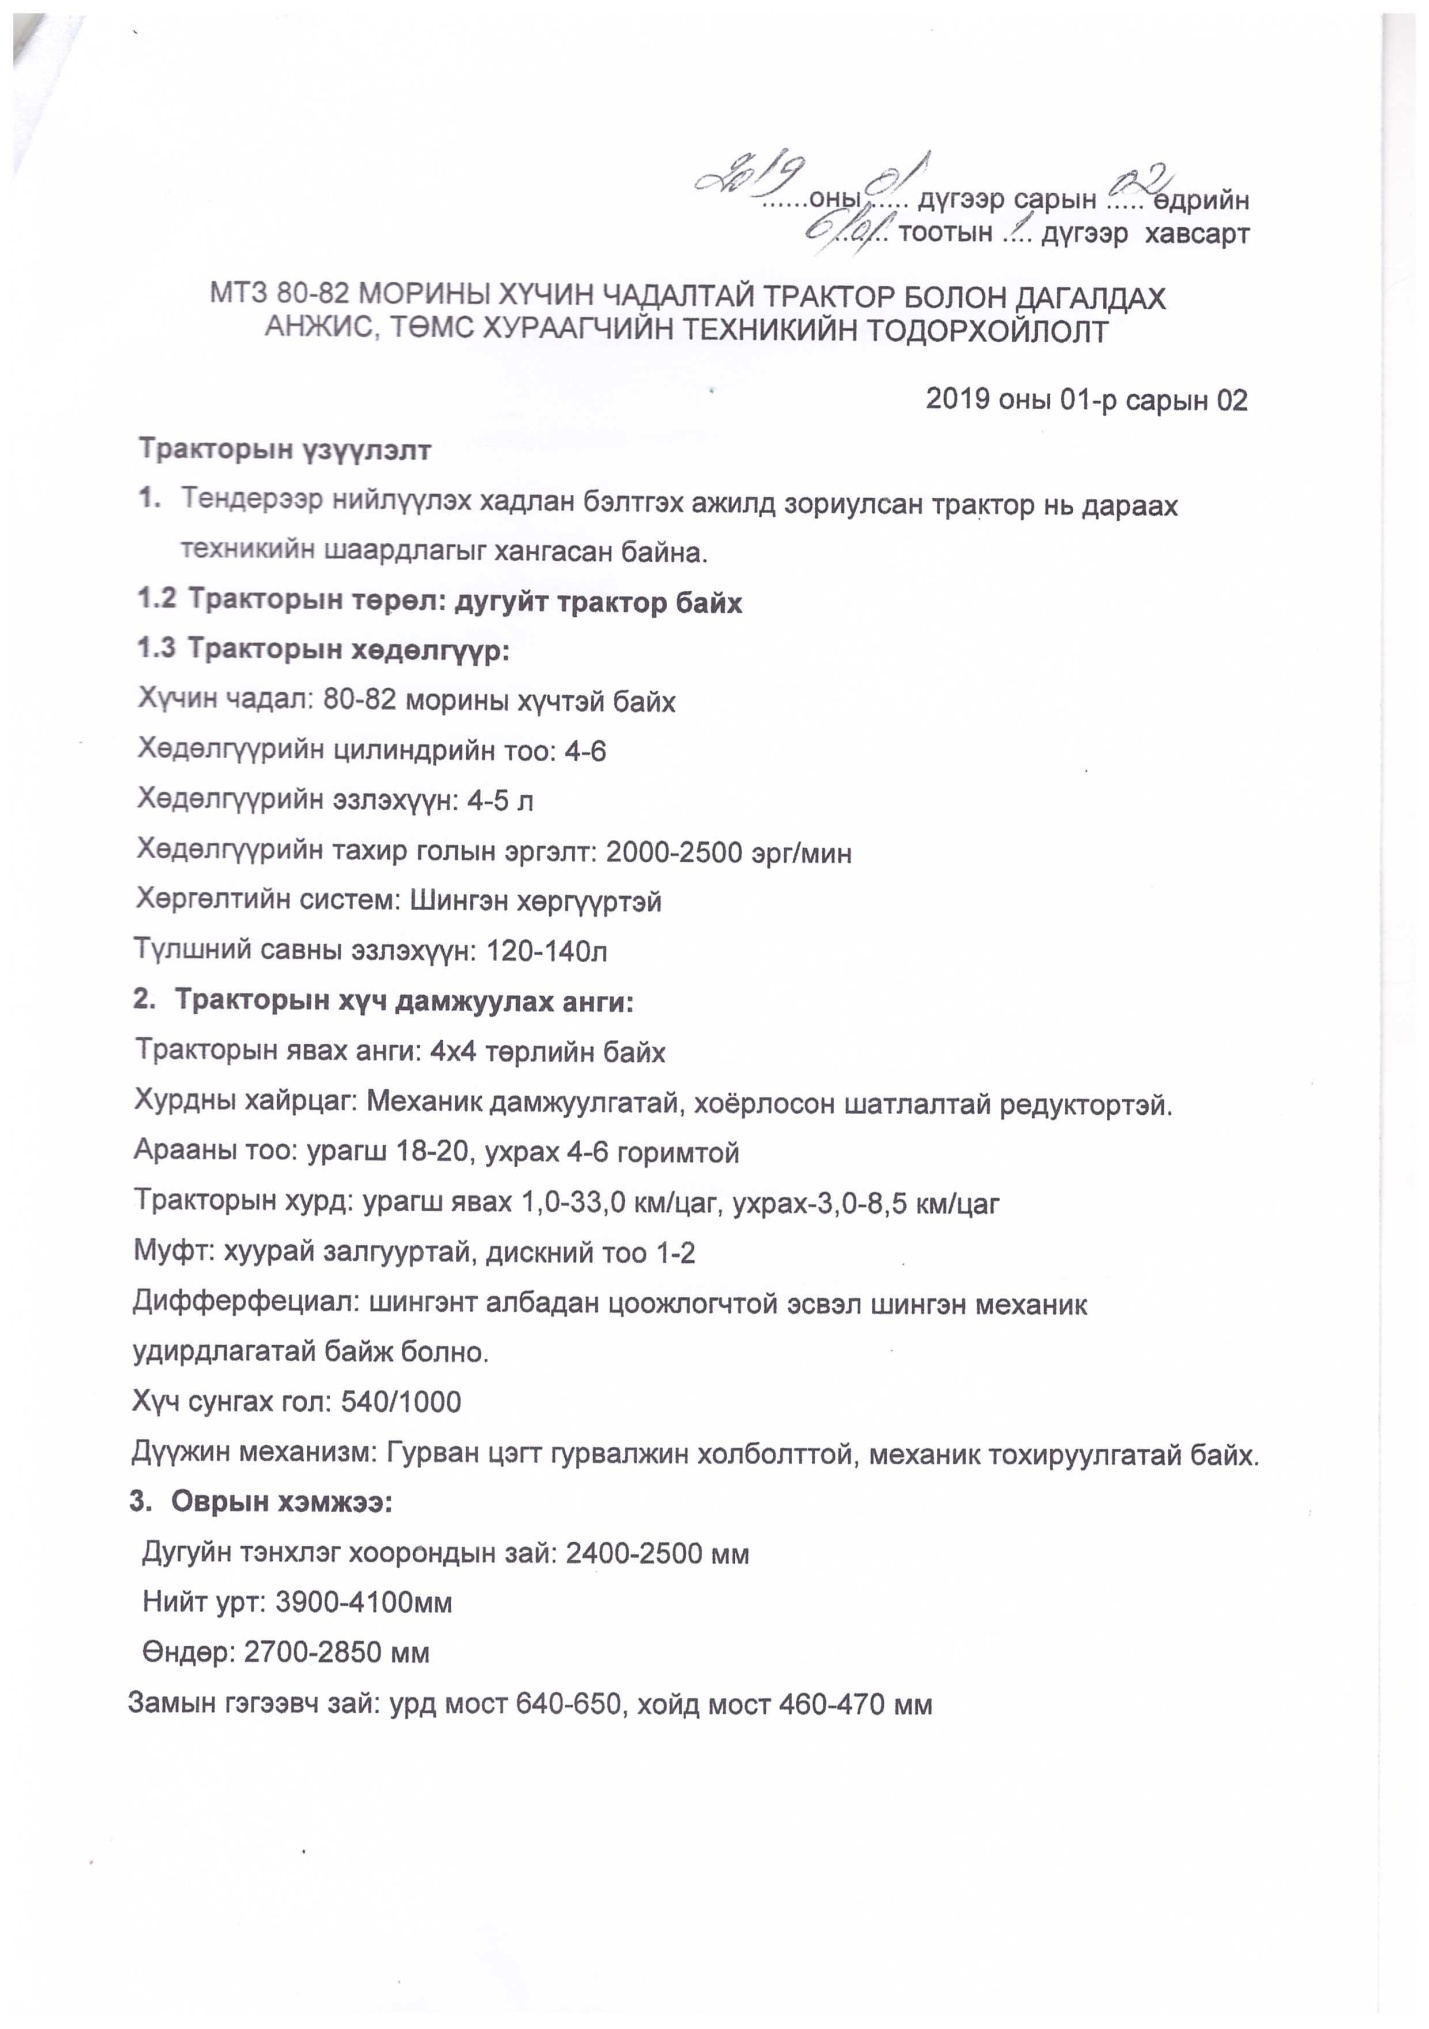 2019 ......оны 01 ..... дүгээр сарын 02 ..... өдрийн
....... тоотын 1 .... дүгээр хавсарт
МТЗ 80-82 МОРИНЫ ХҮЧИН ЧАДАЛТАЙ ТРАКТОР БОЛОН ДАГАЛДАХ
АНЖИС, ТӨМС ХУРААГЧИЙН ТЕХНИКИЙН ТОДОРХОЙЛОЛТ
2019 оны 01-р сарын 02
Тракторын үзүүлэлт
1. Тендерээр нийлүүлэх хадлан бэлтгэх ажилд зориулсан трактор нь дараах
техникийн шаардлагыг хангасан байна.
1.2 Тракторын төрөл: дугуйт трактор байх
1.3 Тракторын хөдөлгүүр:
Хүчин чадал: 80-82 морины хүчтэй байх
Хөдөлгүүрийн цилиндрийн тоо: 4-6
Хөдөлгүүрийн эзлэхүүн: 4-5 л
Хөдөлгүүрийн тахир голын эргэлт: 2000-2500 эрг/мин
Хөргөлтийн систем: Шингэн хөргүүртэй
Түлшний савны эзлэхүүн: 120-140л
2. Тракторын хүч дамжуулах анги:
Тракторын явах анги: 4х4 төрлийн байх
Хурдны хайрцаг: Механик дамжуулгатай, хоёрлосон шатлалтай редуктортэй.
Арааны тоо: урагш 18-20, ухрах 4-6 горимтой
Тракторын хурд: урагш явах 1,0-33,0 км/цаг, ухрах-3,0-8,5 км/цаг
Муфт: хуурай залгууртай, дискний тоо 1-2
Дифферфециал: шингэнт албадан цоожлогчтой эсвэл шингэн механик
удирдлагатай байж болно.
Хүч сунгах гол: 540/1000
Дүүжин механизм: Гурван цэгт гурвалжин холболттой, механик тохируулгатай байх.
3. Оврын хэмжээ:
Дугуйн тэнхлэг хоорондын зай: 2400-2500 мм
Нийт урт: 3900-4100мм
Өндөр: 2700-2850 мм
Замын гэгээвч зай: урд мост 640-650, хойд мост 460-470 мм